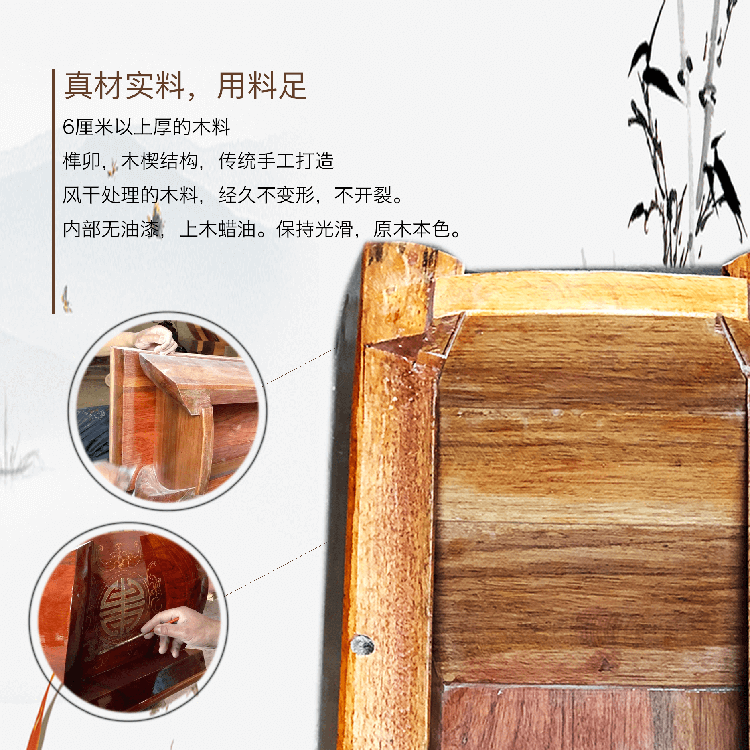 真材实料，用料足
6厘米以上厚的木料
榫卯，木楔结构，传统手工打造
风干处理的木料，经久不变形，不开裂。
内部无油漆，上木蜡油。保持光滑，原木本色。